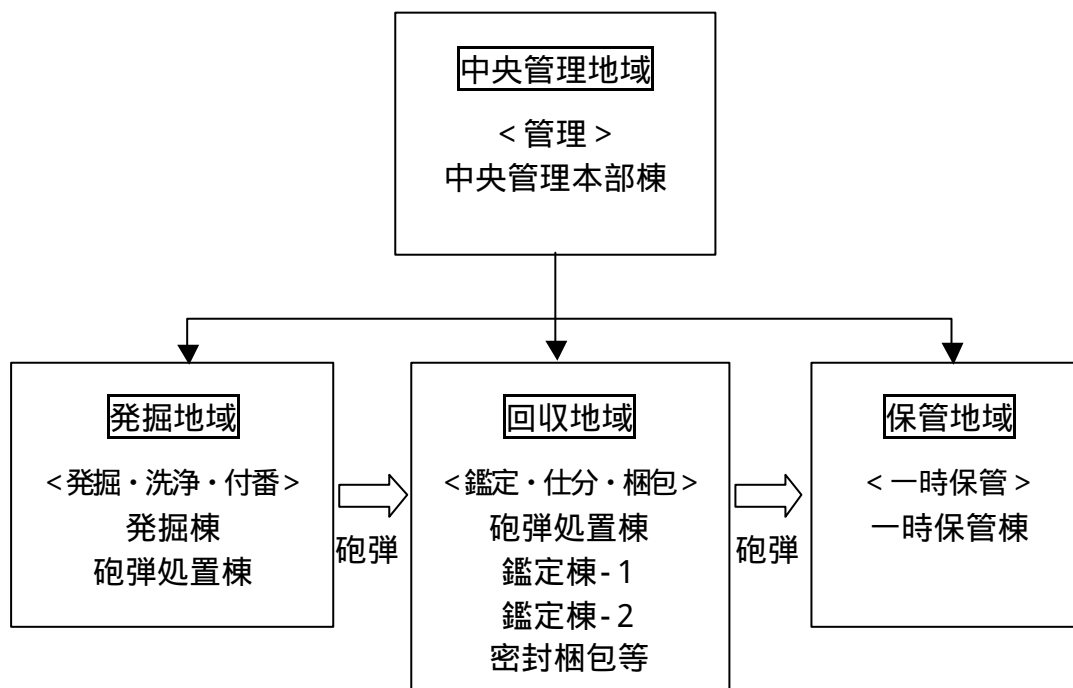 中央管理地域
<管理>
中央管理本部棟
発掘地域
<発掘・洗浄・付番>
発掘棟
砲弾処置棟
砲弾
回収地域
<鑑定・仕分・梱包>
砲弾処置棟
鑑定棟-1
鑑定棟-2
密封梱包等
砲弾
保管地域
<一時保管>
一時保管棟